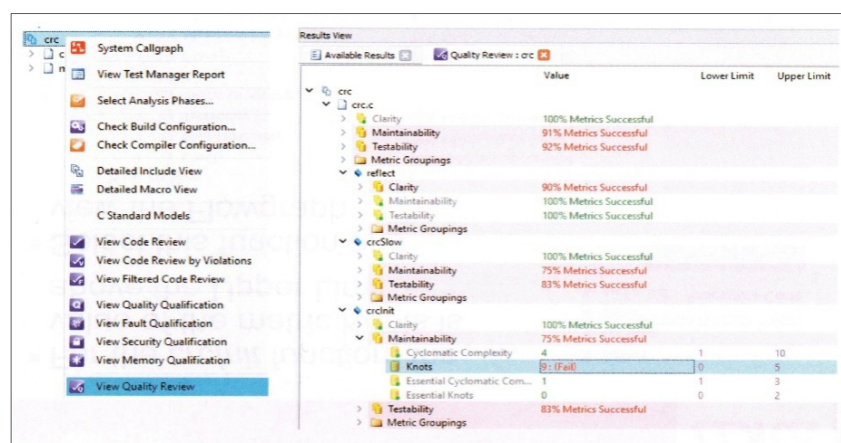 crc
c
m
System Callgraph
View Test Manager Report
Select Analysis Phases...
Check Build Configuration...
Check Compiler Configuration...
Detailed Include View
Detailed Macro View
C Standard Models
View Code Review
View Code Review by Violations
View Filtered Code Review
View Quality Qualification
View Fault Qualification
View Security Qualification
View Memory Qualification
View Quality Review
Results View
Available Results
Quality Review : crc
Value Lower Limit Upper Limit
crc
crc.c
Clarity 100% Metrics Successful
Maintainability 91% Metrics Successful
Testability 92% Metrics Successful
Metric Groupings
reflect
Clarity 90% Metrics Successful
Maintainability 100% Metrics Successful
Testability 100% Metrics Successful
Metric Groupings
crcSlow
Clarity 100% Metrics Successful
Maintainability 75% Metrics Successful
Testability 83% Metrics Successful
Metric Groupings
crcInit
Clarity 100% Metrics Successful
Maintainability 75% Metrics Successful
Cyclomatic Complexity 4 1 10
Knots 9 : (Fail) 0 5
Essential Cyclomatic Com... 1 1 3
Essential Knots 0 0 2
Testability 83% Metrics Successful
Metric Groupings